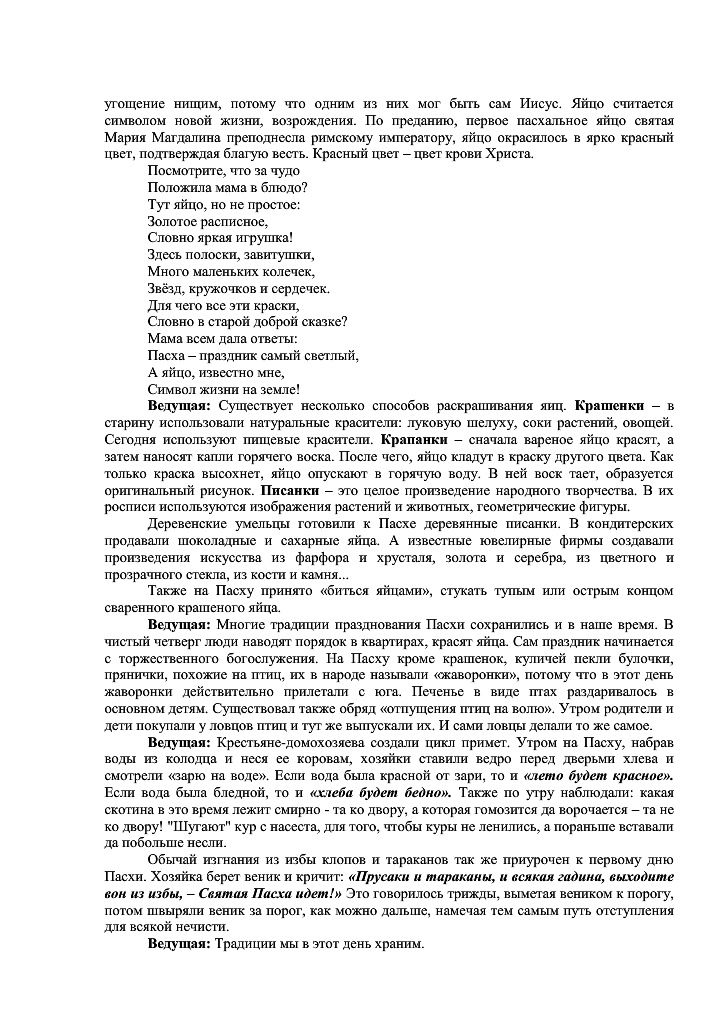 угощение нищим, потому что одним из них мог быть сам Иисус. Яйцо считается
символом новой жизни, возрождения. По преданию, первое пасхальное яйцо святая
Мария Магдалина преподнесла римскому императору, яйцо окрасилось в ярко красный
цвет, подтверждая благую весть. Красный цвет – цвет крови Христа.
Посмотрите, что за чудо
Положила мама в блюдо?
Тут яйцо, но не простое:
Золотое расписное,
Словно яркая игрушка!
Здесь полоски, завитушки,
Много маленьких колечек,
Звёзд, кружочков и сердечек.
Для чего все эти краски,
Словно в старой доброй сказке?
Мама всем дала ответы:
Пасха – праздник самый светлый,
А яйцо, известно мне,
Символ жизни на земле!
Ведущая: Существует несколько способов раскрашивания яиц. Крашенки – в
старину использовали натуральные красители: луковую шелуху, соки растений, овощей.
Сегодня используют пищевые красители. Крапанки – сначала вареное яйцо красят, а
затем наносят капли горячего воска. После чего, яйцо кладут в краску другого цвета. Как
только краска высохнет, яйцо опускают в горячую воду. В ней воск тает, образуется
оригинальный рисунок. Писанки – это целое произведение народного творчества. В их
росписи используются изображения растений и животных, геометрические фигуры.
Деревенские умельцы готовили к Пасхе деревянные писанки. В кондитерских
продавали шоколадные и сахарные яйца. А известные ювелирные фирмы создавали
произведения искусства из фарфора и хрусталя, золота и серебра, из цветного и
прозрачного стекла, из кости и камня...
Также на Пасху принято «биться яйцами», стукать тупым или острым концом
сваренного крашеного яйца.
Ведущая: Многие традиции празднования Пасхи сохранились и в наше время. В
чистый четверг люди наводят порядок в квартирах, красят яйца. Сам праздник начинается
с торжественного богослужения. На Пасху кроме крашенок, куличей пекли булочки,
прянички, похожие на птиц, их в народе называли «жаворонки», потому что в этот день
жаворонки действительно прилетали с юга. Печенье в виде птах раздаривалось в
основном детям. Существовал также обряд «отпущения птиц на волю». Утром родители и
дети покупали у ловцов птиц и тут же выпускали их. И сами ловцы делали то же самое.
Ведущая: Крестьяне-домохозяева создали цикл примет. Утром на Пасху, набрав
воды из колодца и неся ее коровам, хозяйки ставили ведро перед дверьми хлева и
смотрели «зарю на воде». Если вода была красной от зари, то и «лето будет красное».
Если вода была бледной, то и «хлеба будет бедно». Также по утру наблюдали: какая
скотина в это время лежит смирно - та ко двору, а которая гомозится да ворочается – та не
ко двору! "Шугают" кур с насеста, для того, чтобы куры не ленились, а пораньше вставали
да побольше несли.
Обычай изгнания из избы клопов и тараканов так же приурочен к первому дню
Пасхи. Хозяйка берет веник и кричит: «Прусаки и тараканы, и всякая гадина, выходите
вон из избы, – Святая Пасха идет!» Это говорилось трижды, выметая веником к порогу,
потом швыряли веник за порог, как можно дальше, намечая тем самым путь отступления
для всякой нечисти.
Ведущая: Традиции мы в этот день храним.